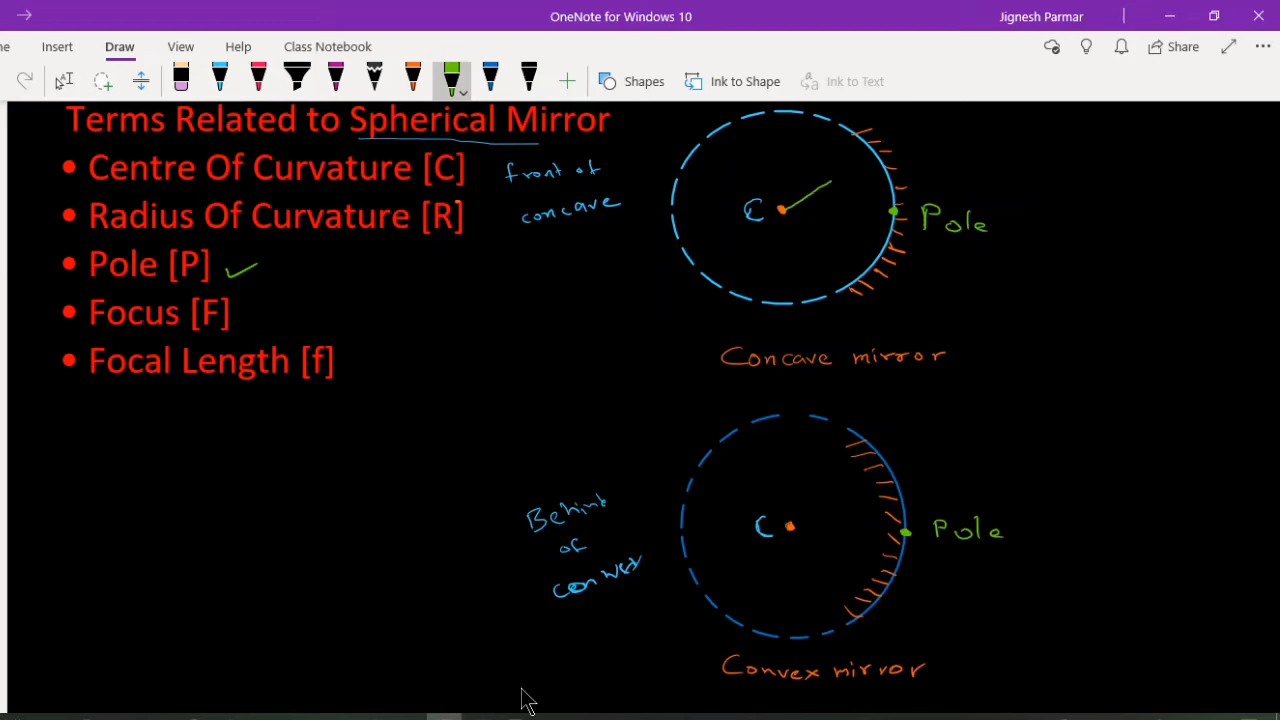 OneNote for Windows 10
Jignesh Parmar
Insert
Draw
View
Help
Class Notebook
Share
Shapes
Ink to Shape
Ink to Text
Terms Related to Spherical Mirror
• Centre Of Curvature [C]
• Radius Of Curvature [R]
• Pole [P]
• Focus [F]
• Focal Length [f]
front of
concave
C
Pole
Concave mirror
Behind
of
convex
C
Pole
Convex mirror